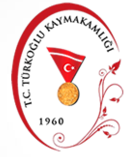 T.C. TÜRKOĞLU KAYMAKAMLIĞI
1960